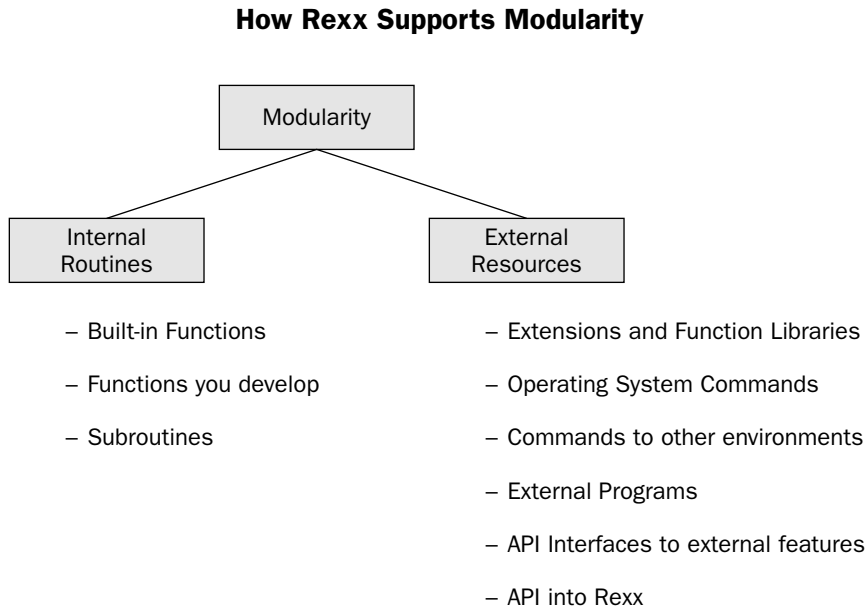 How Rexx Supports Modularity
Modularity
Internal
Routines
– Built-in Functions
– Functions you develop
– Subroutines
External
Resources
– Extensions and Function Libraries
– Operating System Commands
– Commands to other environments
– External Programs
– API Interfaces to external features
– API into Rexx